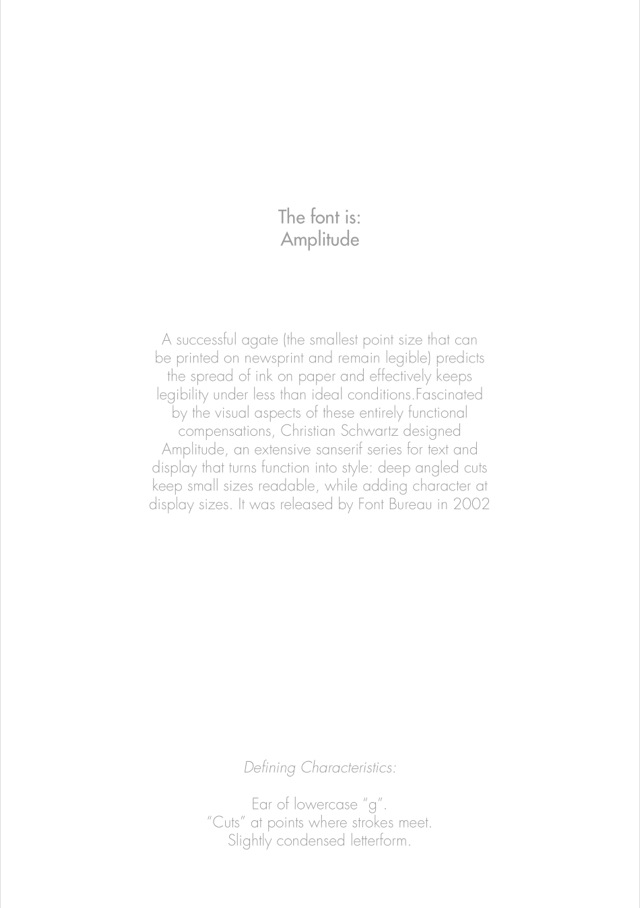 The font is:
Amplitude
A successful agate (the smallest point size that can
be printed on newsprint and remain legible) predicts
the spread of ink on paper and effectively keeps
legibility under less than ideal conditions.Fascinated
by the visual aspects of these entirely functional
compensations, Christian Schwartz designed
Amplitude, an extensive sanserif series for text and
display that turns function into style: deep angled cuts
keep small sizes readable, while adding character at
display sizes. It was released by Font Bureau in 2002
Defining Characteristics:
Ear of lowercase “g”.
“Cuts” at points where strokes meet.
Slightly condensed letterform.